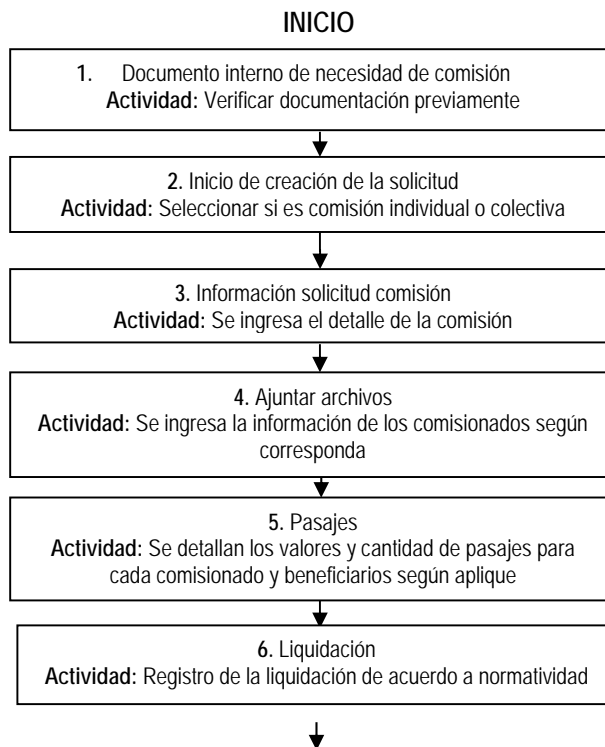 INICIO
1. Documento interno de necesidad de comisión
Actividad: Verificar documentación previamente
2. Inicio de creación de la solicitud
Actividad: Seleccionar si es comisión individual o colectiva
3. Información solicitud comisión
Actividad: Se ingresa el detalle de la comisión
4. Ajuntar archivos
Actividad: Se ingresa la información de los comisionados según
corresponda
5. Pasajes
Actividad: Se detallan los valores y cantidad de pasajes para
cada comisionado y beneficiarios según aplique
6. Liquidación
Actividad: Registro de la liquidación de acuerdo a normatividad